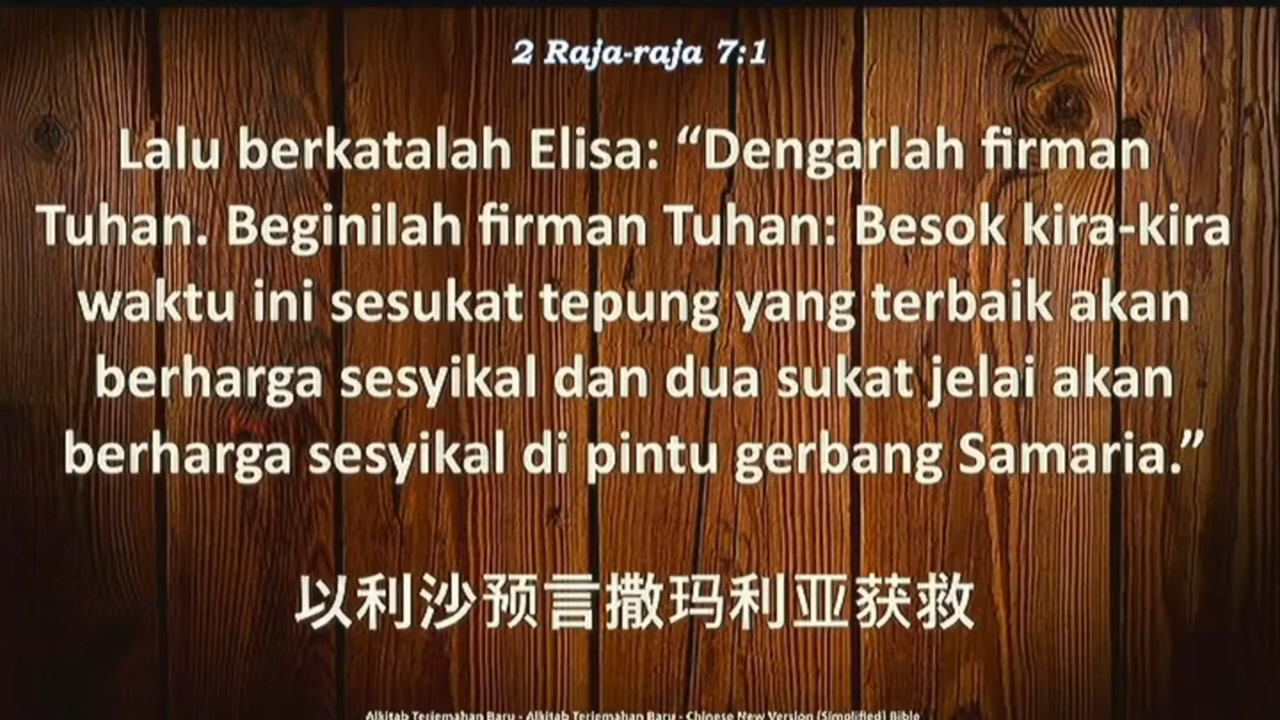 2 Raja-raja 7:1
Lalu berkatalah Elisa: “Dengarlah firman
Tuhan. Beginilah firman Tuhan: Besok kira-kira
waktu ini sesukat tepung yang terbaik akan
berharga sesyikal dan dua sukat jelai akan
berharga sesyikal di pintu gerbang Samaria.”
以利沙预言撒玛利亚获救
Alkitab Terjemahan Baru - Alkitab Terjemahan Baru - Chinese New Version (Simplified) Bible